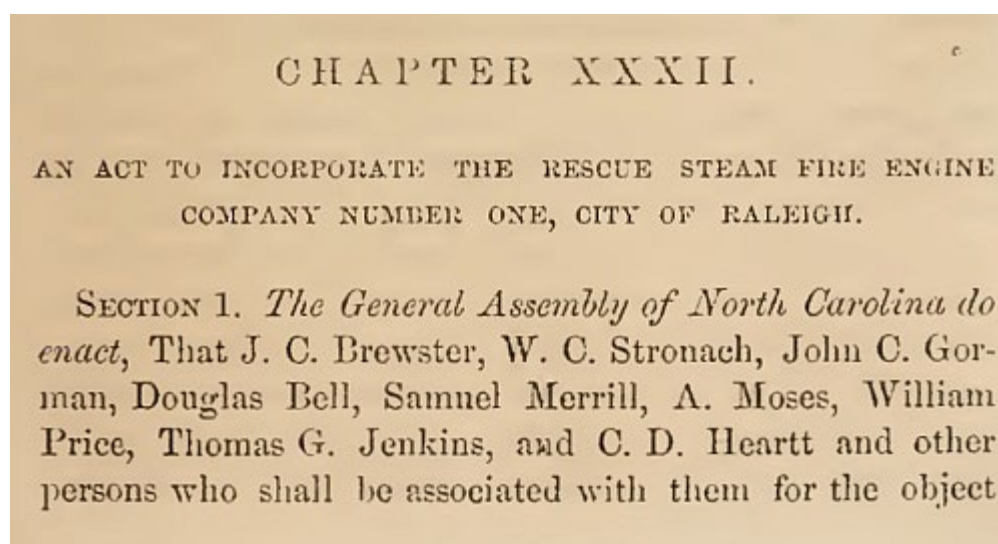 CHAPTER XXXII.
AN ACT TO INCORPORATE THE RESCUE STEAM FIRE ENGINE
COMPANY NUMBER ONE, CITY OF RALEIGH.
SECTION 1. The General Assembly of North Carolina do
enact, That J. C. Brewster, W. C. Stronach, John C. Gor-
man, Douglas Bell, Samuel Merrill, A. Moses, William
Price, Thomas G. Jenkins, and C. D. Heartt and other
persons who shall be associated with them for the object